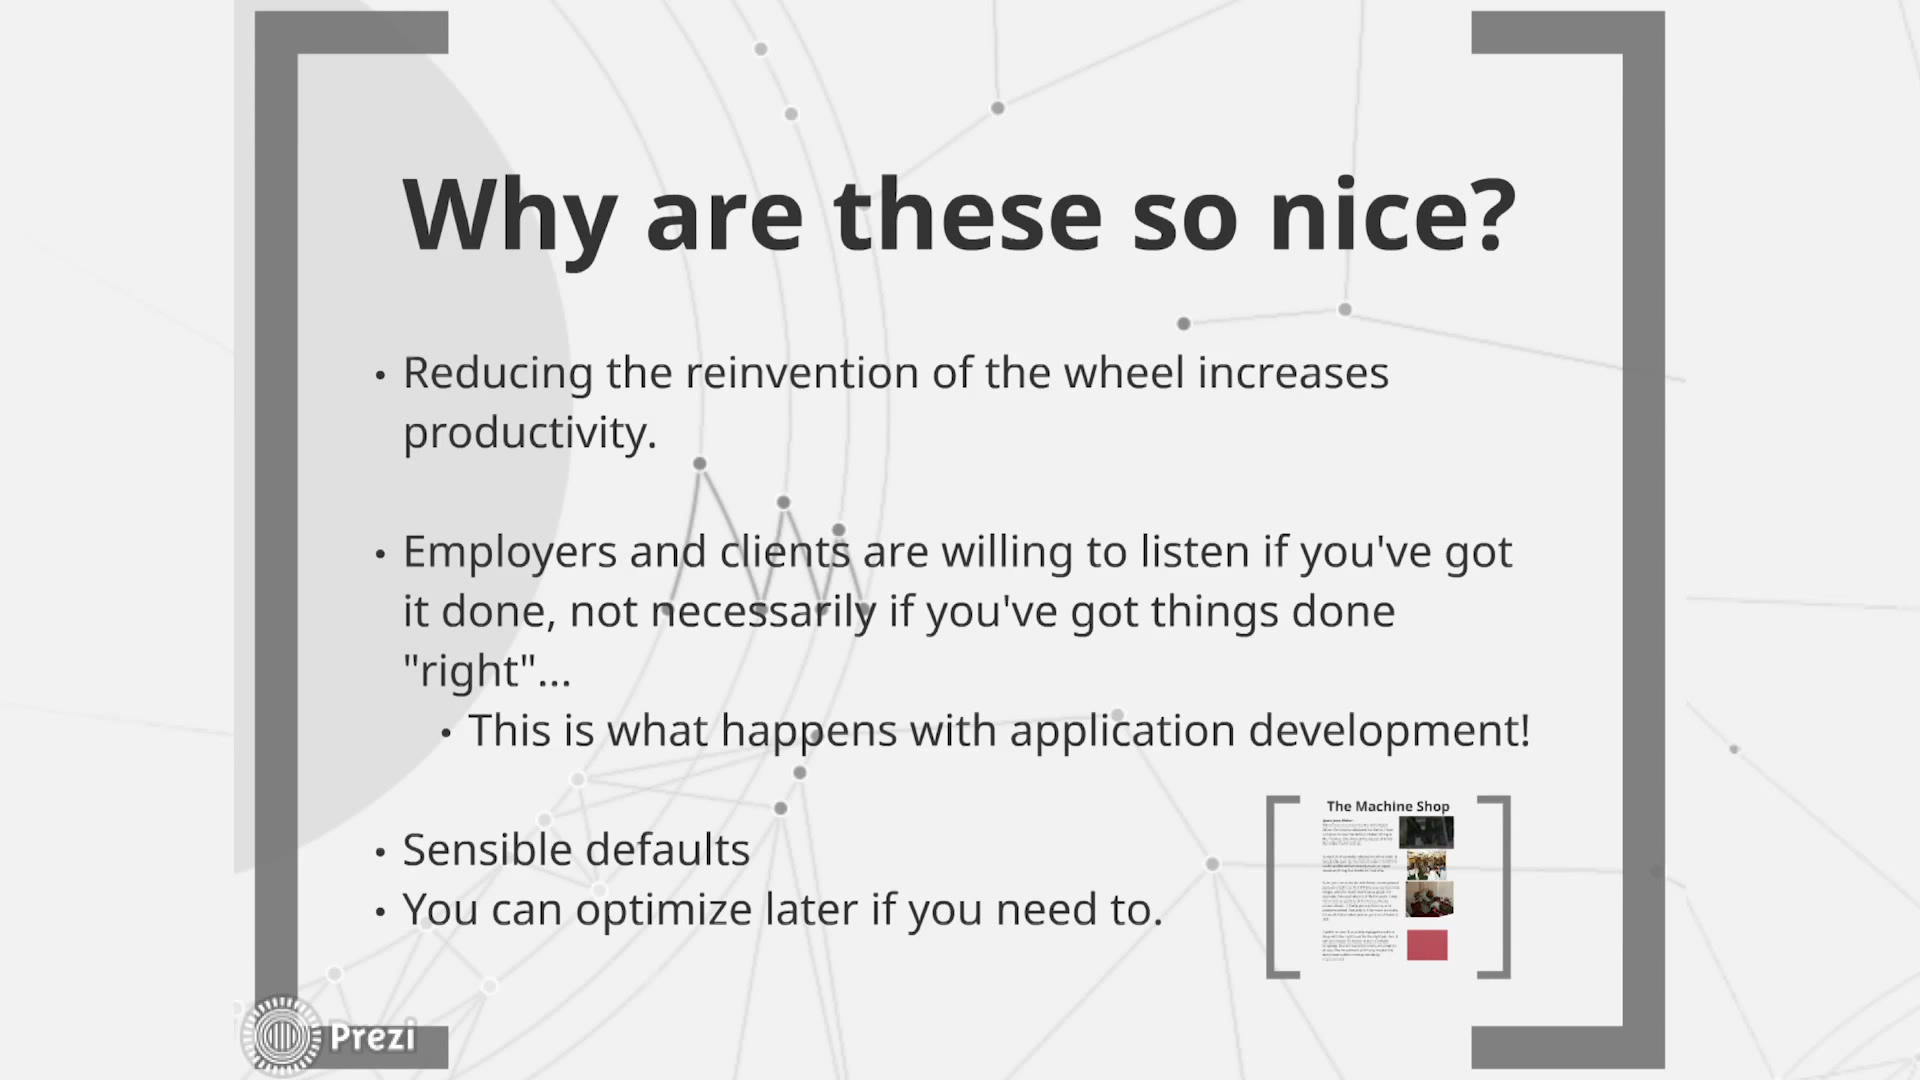 Why are these so nice?
• Reducing the reinvention of the wheel increases
productivity.
• Employers and clients are willing to listen if you've got
it done, not necessarily if you've got things done
"right"...
• This is what happens with application development!
• Sensible defaults
• You can optimize later if you need to.
The Machine Shop
Prezi